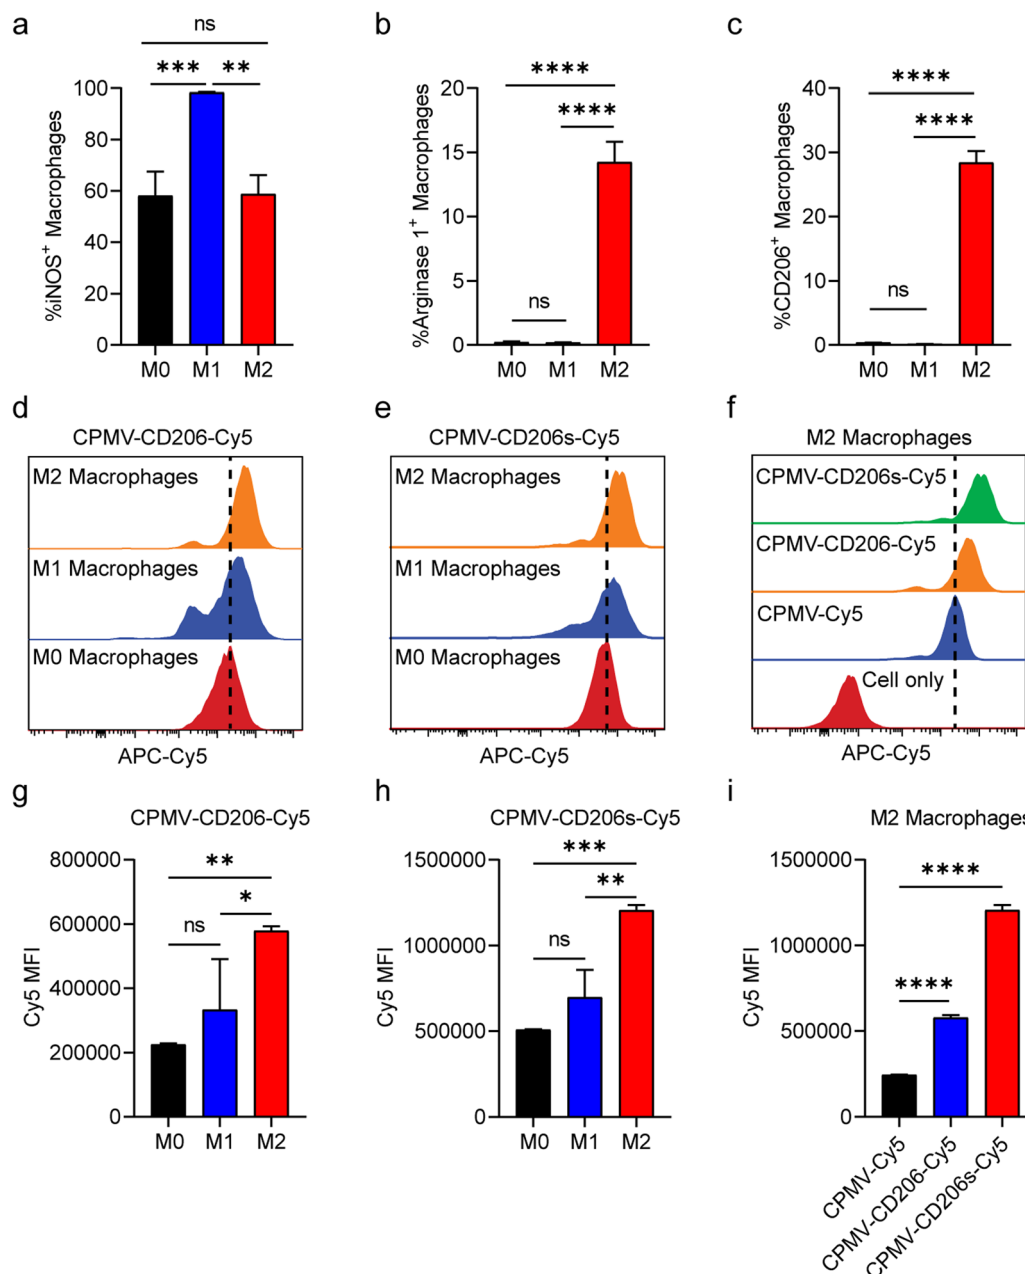 a
ns
***
**
%iNOS+ Macrophages
100
80
60
40
20
0
M0
M1
M2
b
****
****
ns
%Arginase 1+ Macrophages
20
15
10
5
0
M0
M1
M2
c
****
****
ns
%CD206+ Macrophages
40
30
20
10
0
M0
M1
M2
d
CPMV-CD206-Cy5
M2 Macrophages
M1 Macrophages
M0 Macrophages
APC-Cy5
e
CPMV-CD206s-Cy5
M2 Macrophages
M1 Macrophages
M0 Macrophages
APC-Cy5
f
M2 Macrophages
CPMV-CD206s-Cy5
CPMV-CD206-Cy5
CPMV-Cy5
Cell only
APC-Cy5
g
CPMV-CD206-Cy5
**
*
ns
Cy5 MFI
800000
600000
400000
200000
0
M0
M1
M2
h
CPMV-CD206s-Cy5
***
**
ns
Cy5 MFI
1500000
1000000
500000
0
M0
M1
M2
i
M2 Macrophages
****
****
Cy5 MFI
1500000
1000000
500000
0
CPMV-Cy5
CPMV-CD206-Cy5
CPMV-CD206s-Cy5